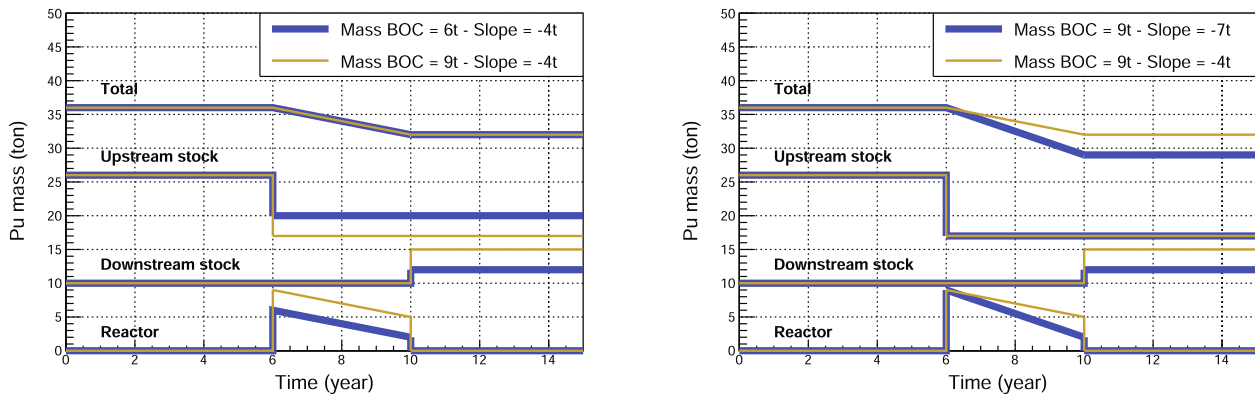 50
45
40
35
30
25
20
15
10
5
0
Pu mass (ton)
Mass BOC = 6t - Slope = -4t
Mass BOC = 9t - Slope = -4t
Total
Upstream stock
Downstream stock
Reactor
0 2 4 6 8 10 12 14
Time (year)
50
45
40
35
30
25
20
15
10
5
0
Pu mass (ton)
Mass BOC = 9t - Slope = -7t
Mass BOC = 9t - Slope = -4t
Total
Upstream stock
Downstream stock
Reactor
0 2 4 6 8 10 12 14
Time (year)